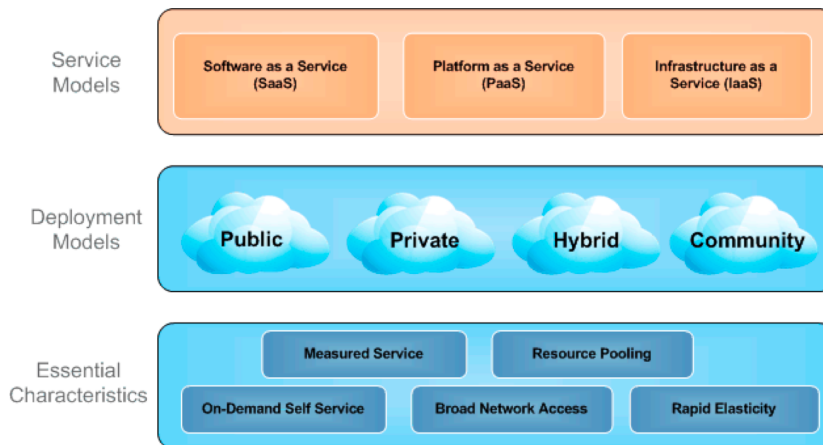 Service
Models
Software as a Service
(SaaS)
Platform as a Service
(PaaS)
Infrastructure as a
Service (IaaS)
Deployment
Models
Public
Private
Hybrid
Community
Essential
Characteristics
Measured Service
Resource Pooling
On-Demand Self Service
Broad Network Access
Rapid Elasticity